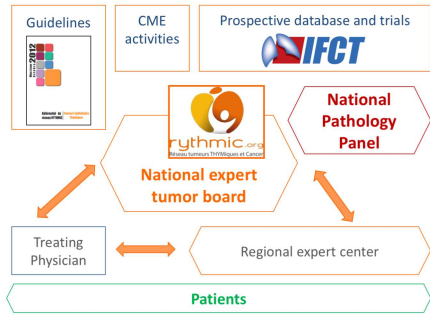 Guidelines
CME
activities
Prospective database and trials
IFCT
2012
rythmic.org
Réseau tumeurs THYMiques et Cancer
National expert
tumor board
National
Pathology
Panel
Treating
Physician
Regional expert center
Patients